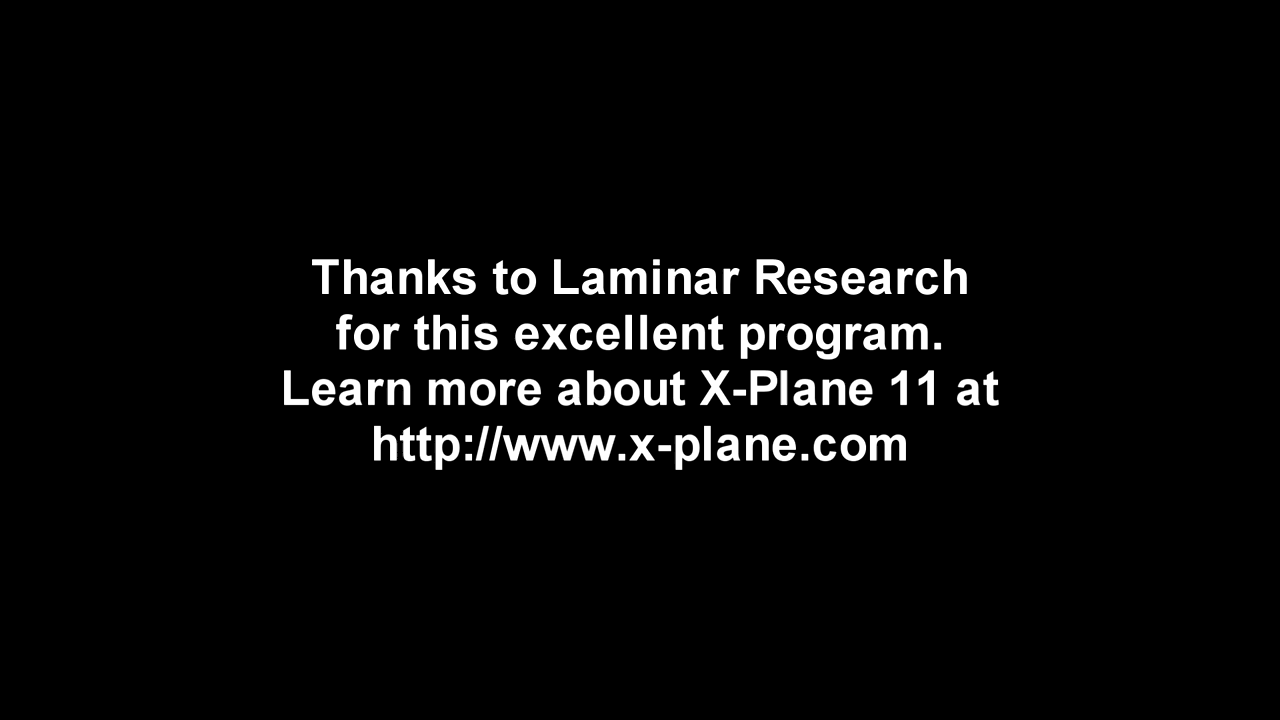 Thanks to Laminar Research
for this excellent program.
Learn more about X-Plane 11 at
http://www.x-plane.com